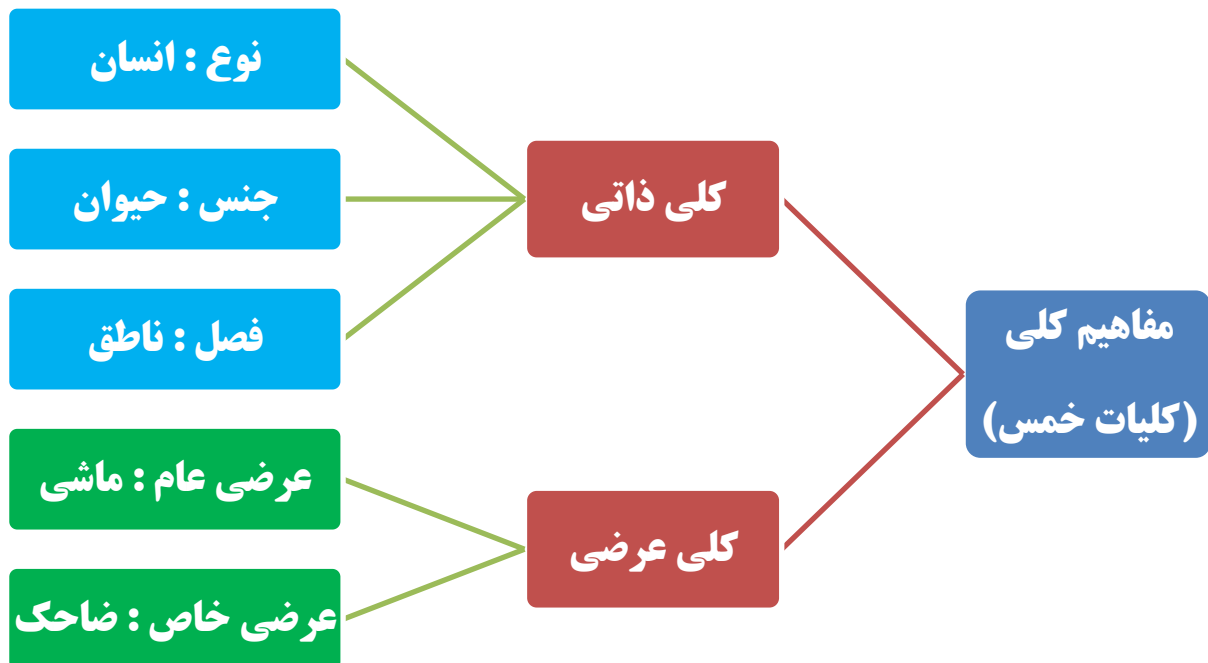 مفاهیم کلی
(کلیات خمس)
کلی ذاتی
نوع : انسان
جنس : حیوان
فصل : ناطق
کلی عرضی
عرضی عام : ماشی
عرضی خاص : ضاحک